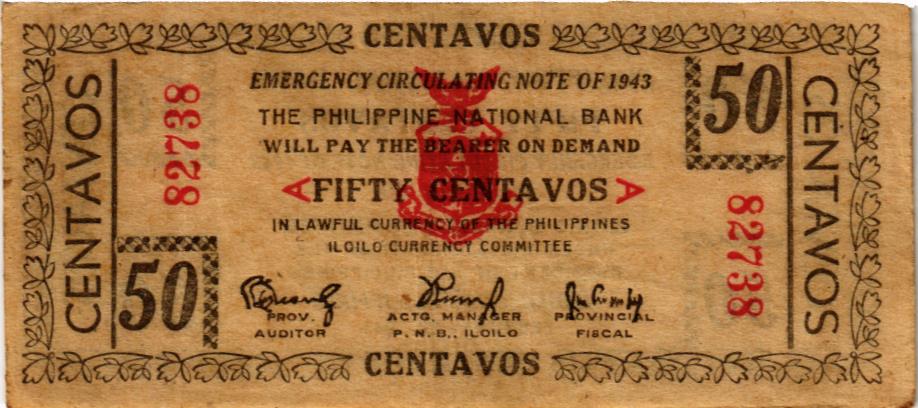 CENTAVOS
EMERGENCY CIRCULATING NOTE OF 1943
THE PHILIPPINE NATIONAL BANK
WILL PAY THE BEARER ON DEMAND
A FIFTY CENTAVOS A
IN LAWFUL CURRENCY OF THE PHILIPPINES
ILOILO CURRENCY COMMITTEE
50
CENTAVOS
82738
50
82738
CENTAVOS
PROV. AUDITOR
ACTG. MANAGER
P. N. B., ILOILO
PROVINCIAL FISCAL
CENTAVOS